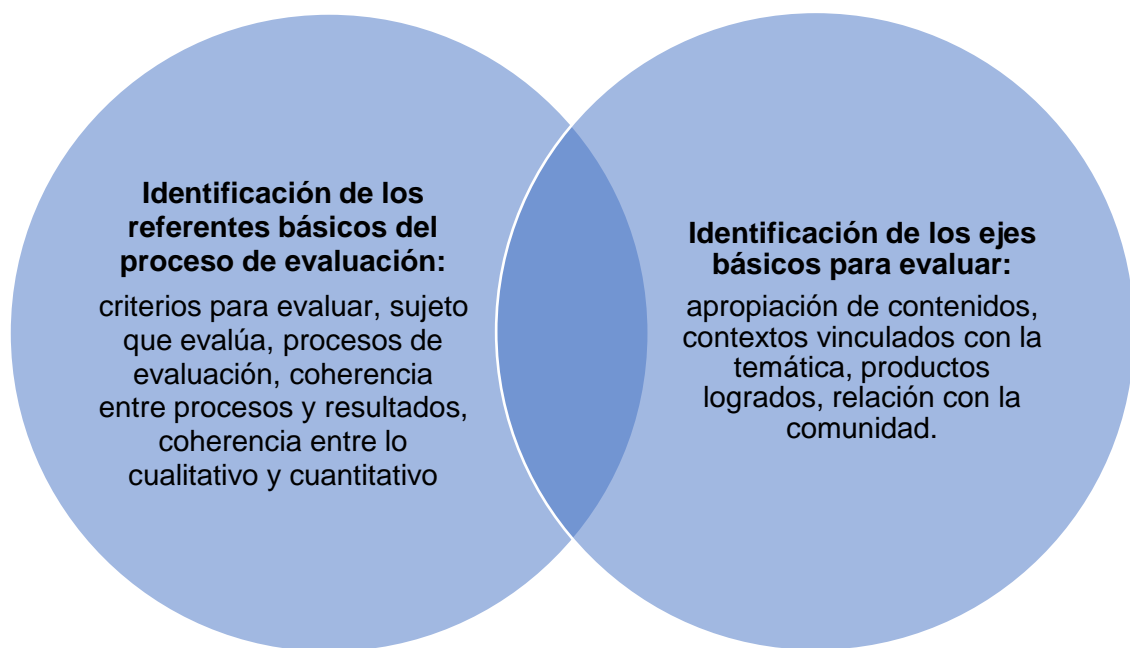 Identificación de los
referentes básicos del
proceso de evaluación:
criterios para evaluar, sujeto
que evalúa, procesos de
evaluación, coherencia
entre procesos y resultados,
coherencia entre lo
cualitativo y cuantitativo
Identificación de los ejes
básicos para evaluar:
apropiación de contenidos,
contextos vinculados con la
temática, productos
logrados, relación con la
comunidad.